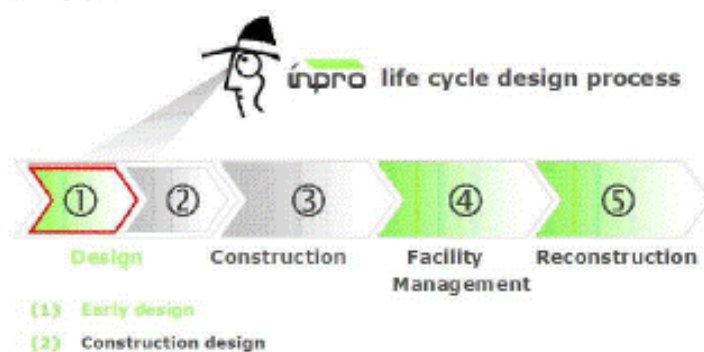 inpro life cycle design process
① ② ③ ④ ⑤
Design Construction Facility Management Reconstruction
(1) Early design
(2) Construction design